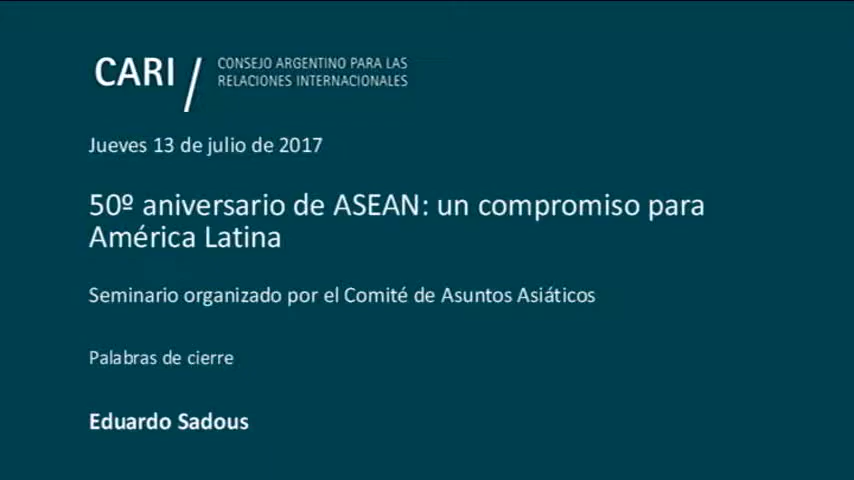 CARI / CONSEJO ARGENTINO PARA LAS
RELACIONES INTERNACIONALES
Jueves 13 de julio de 2017
50º aniversario de ASEAN: un compromiso para
América Latina
Seminario organizado por el Comité de Asuntos Asiáticos
Palabras de cierre
Eduardo Sadous